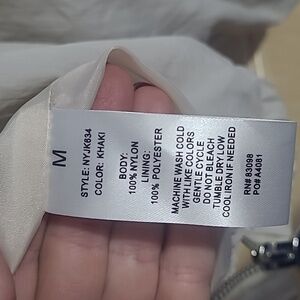 M
STYLE: NYJK834
COLOR: KHAKI
BODY:
100% NYLON
LINING:
100% POLYESTER
MACHINE WASH COLD
WITH LIKE COLORS
GENTLE CYCLE
DO NOT BLEACH
TUMBLE DRY LOW
COOL IRON IF NEEDED
RN# 83098
PO# A4081